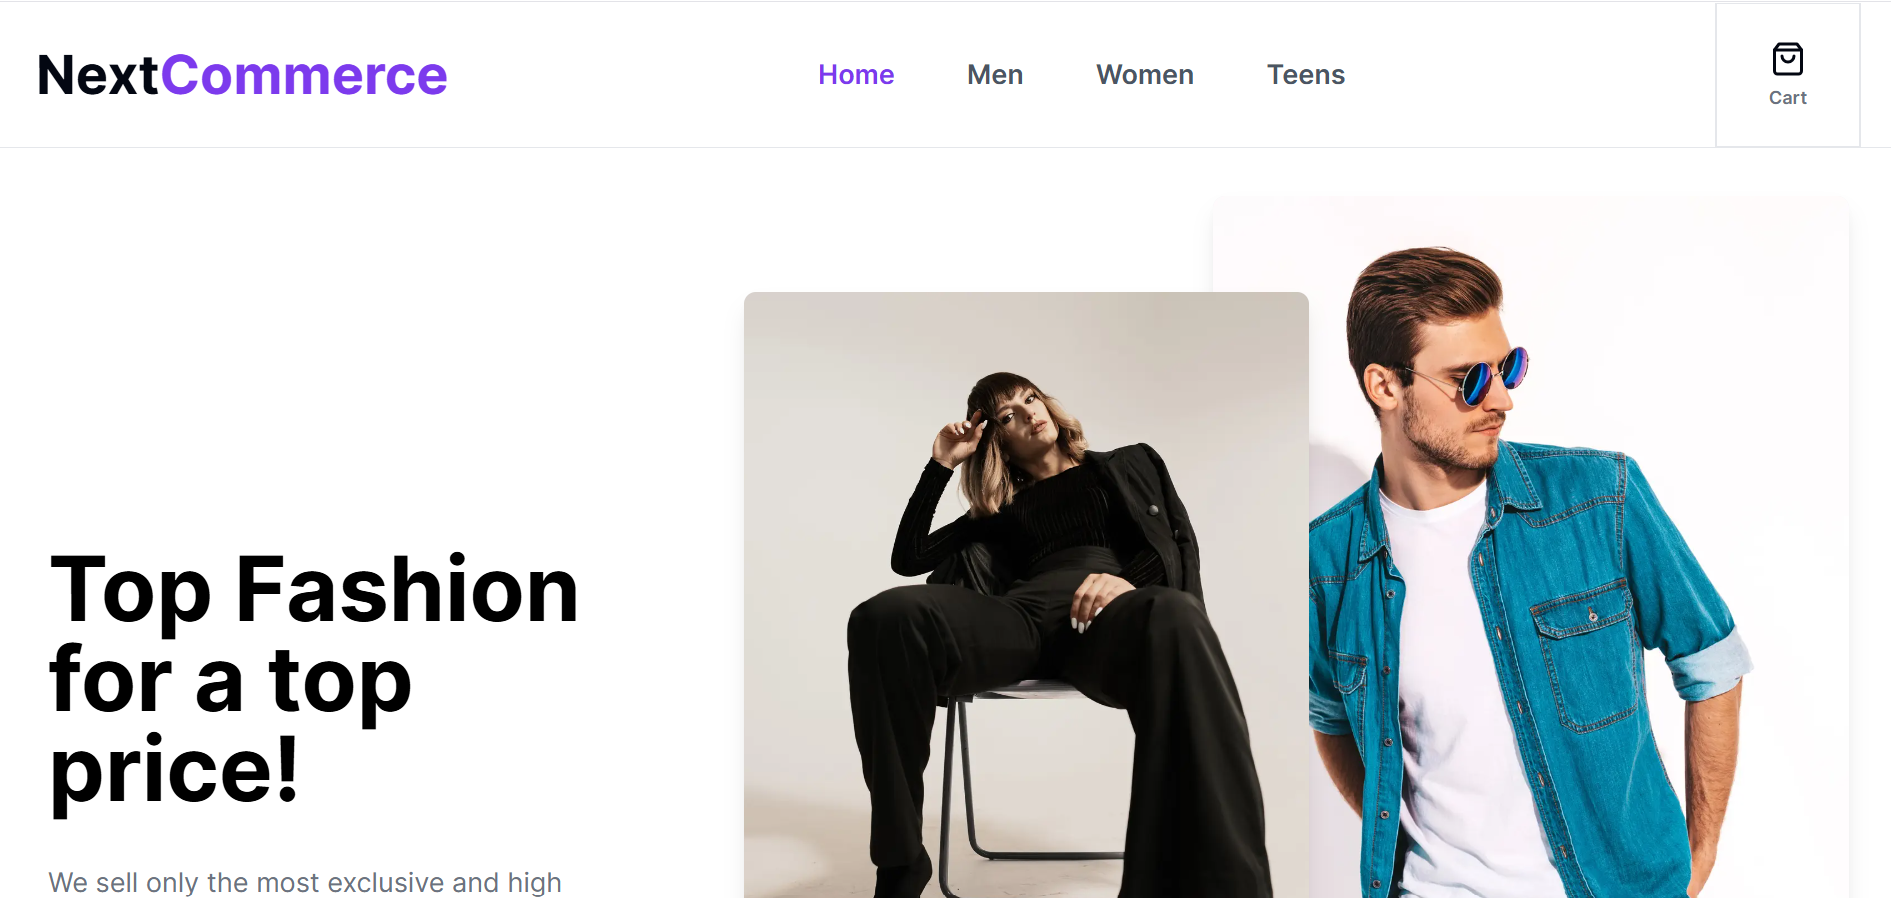 NextCommerce
Home Men Women Teens
Cart
Top Fashion
for a top
price!
We sell only the most exclusive and high